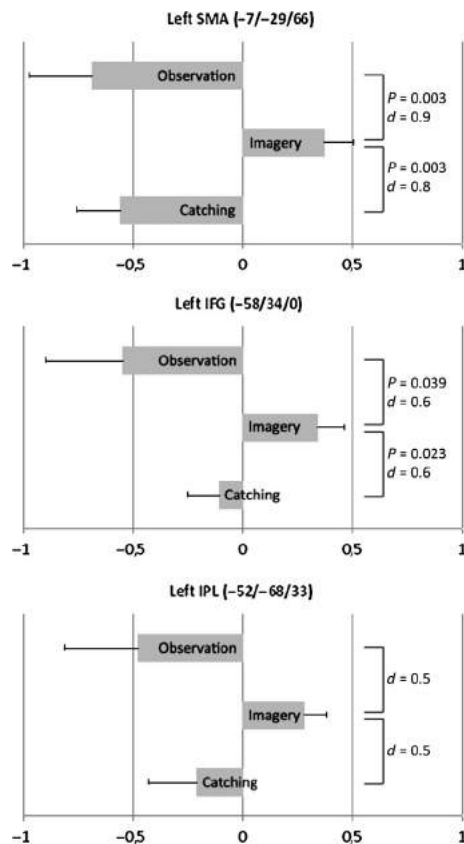 Left SMA (−7/−29/66)
Observation
P = 0.003
d = 0.9
Imagery
P = 0.003
d = 0.8
Catching
−1 −0,5 0 0,5 1
Left IFG (−58/34/0)
Observation
P = 0.039
d = 0.6
Imagery
P = 0.023
d = 0.6
Catching
−1 −0,5 0 0,5 1
Left IPL (−52/−68/33)
Observation
d = 0.5
Imagery
d = 0.5
Catching
−1 −0,5 0 0,5 1